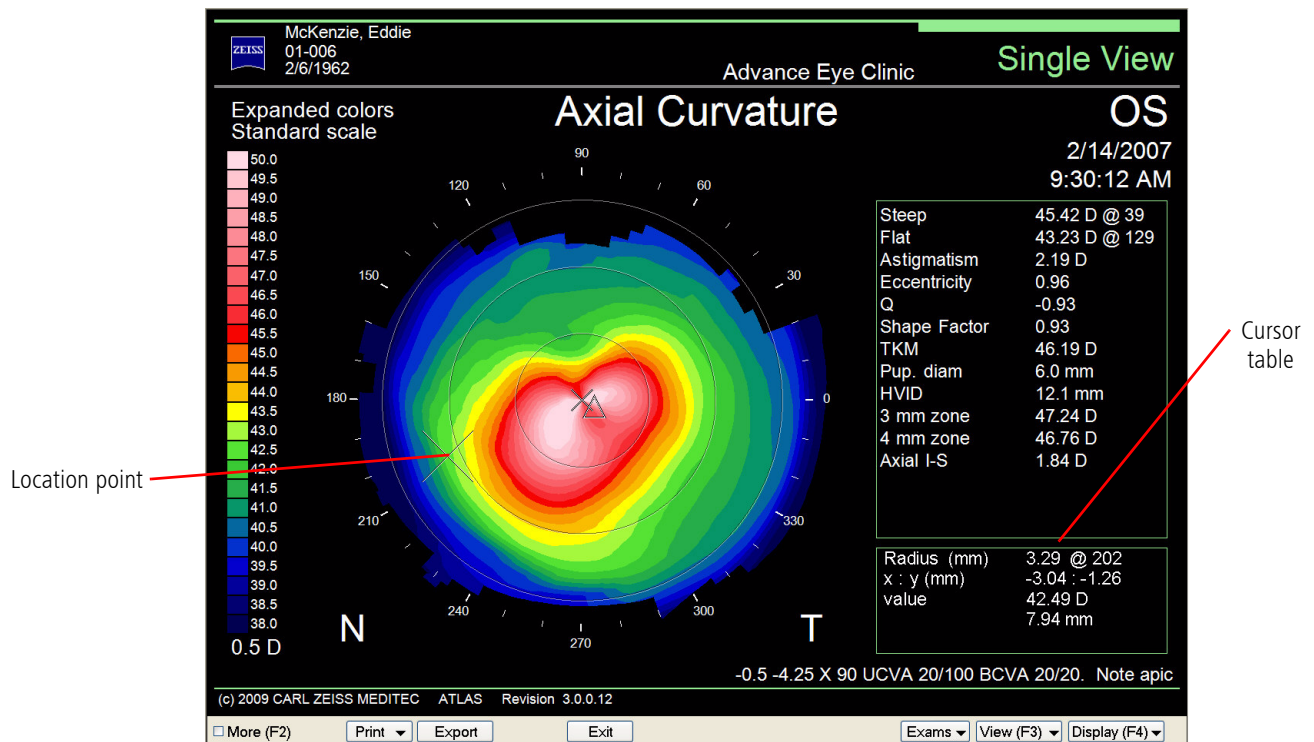 ZEISS
McKenzie, Eddie
01-006
2/6/1962
Advance Eye Clinic
Single View
Expanded colors
Standard scale
Axial Curvature
OS
2/14/2007
9:30:12 AM
50.0
49.5
49.0
48.5
48.0
47.5
47.0
46.5
46.0
45.5
45.0
44.5
44.0
43.5
43.0
42.5
42.0
41.5
41.0
40.5
40.0
39.5
39.0
38.5
38.0
0.5 D
90
120
60
150
30
180
0
210
330
240
300
270
N
T
Steep 45.42 D @ 39
Flat 43.23 D @ 129
Astigmatism 2.19 D
Eccentricity 0.96
Q -0.93
Shape Factor 0.93
TKM 46.19 D
Pup. diam 6.0 mm
HVID 12.1 mm
3 mm zone 47.24 D
4 mm zone 46.76 D
Axial I-S 1.84 D
Cursor
table
Location point
Radius (mm) 3.29 @ 202
x : y (mm) -3.04 : -1.26
value 42.49 D
7.94 mm
-0.5 -4.25 X 90 UCVA 20/100 BCVA 20/20. Note apic
(c) 2009 CARL ZEISS MEDITEC ATLAS Revision 3.0.0.12
More (F2) Print Export Exit Exams View (F3) Display (F4)